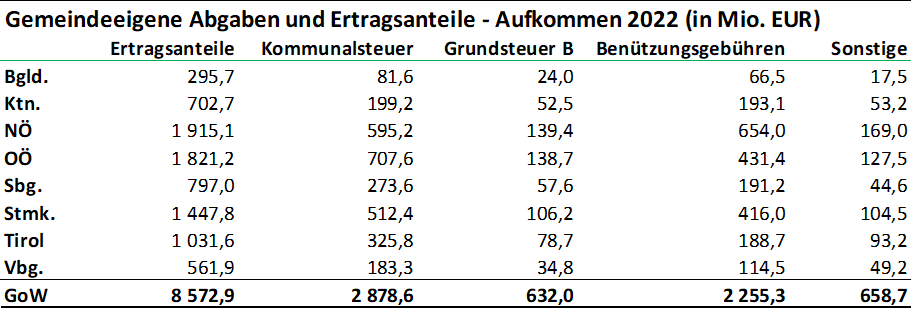 Gemeindeeigene Abgaben und Ertragsanteile - Aufkommen 2022 (in Mio. EUR)
Ertragsanteile Kommunalsteuer Grundsteuer B Benützungsgebühren Sonstige
Bgld. 295,7 81,6 24,0 66,5 17,5
Ktn. 702,7 199,2 52,5 193,1 53,2
NÖ 1 915,1 595,2 139,4 654,0 169,0
OÖ 1 821,2 707,6 138,7 431,4 127,5
Sbg. 797,0 273,6 57,6 191,2 44,6
Stmk. 1 447,8 512,4 106,2 416,0 104,5
Tirol 1 031,6 325,8 78,7 188,7 93,2
Vbg. 561,9 183,3 34,8 114,5 49,2
GoW 8 572,9 2 878,6 632,0 2 255,3 658,7